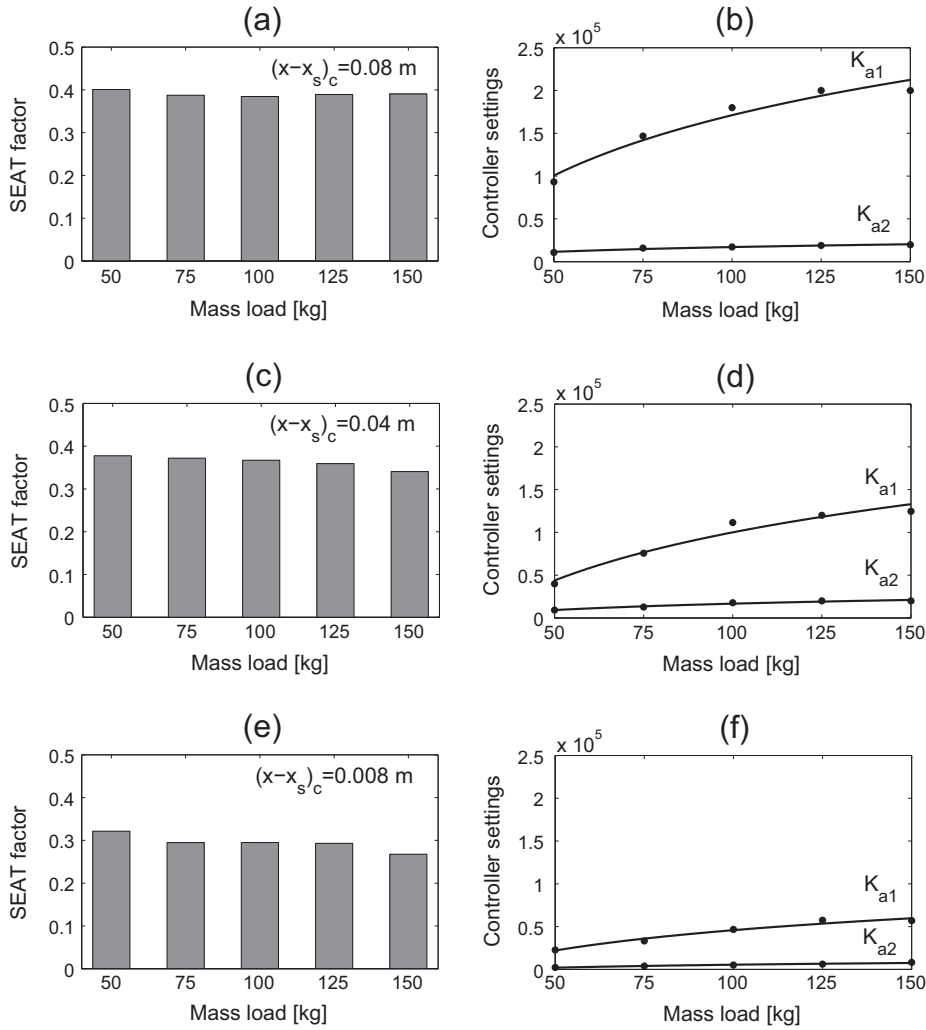 (a)
SEAT factor
0.5
0.4
0.3
0.2
0.1
0
(x−x_s)_c=0.08 m
50 75 100 125 150
Mass load [kg]
(b)
x 10^5
Controller settings
2.5
2
1.5
1
0.5
0
K_a1
K_a2
50 75 100 125 150
Mass load [kg]
(c)
SEAT factor
0.5
0.4
0.3
0.2
0.1
0
(x−x_s)_c=0.04 m
50 75 100 125 150
Mass load [kg]
(d)
x 10^5
Controller settings
2.5
2
1.5
1
0.5
0
K_a1
K_a2
50 75 100 125 150
Mass load [kg]
(e)
SEAT factor
0.5
0.4
0.3
0.2
0.1
0
(x−x_s)_c=0.008 m
50 75 100 125 150
Mass load [kg]
(f)
x 10^5
Controller settings
2.5
2
1.5
1
0.5
0
K_a1
K_a2
50 75 100 125 150
Mass load [kg]